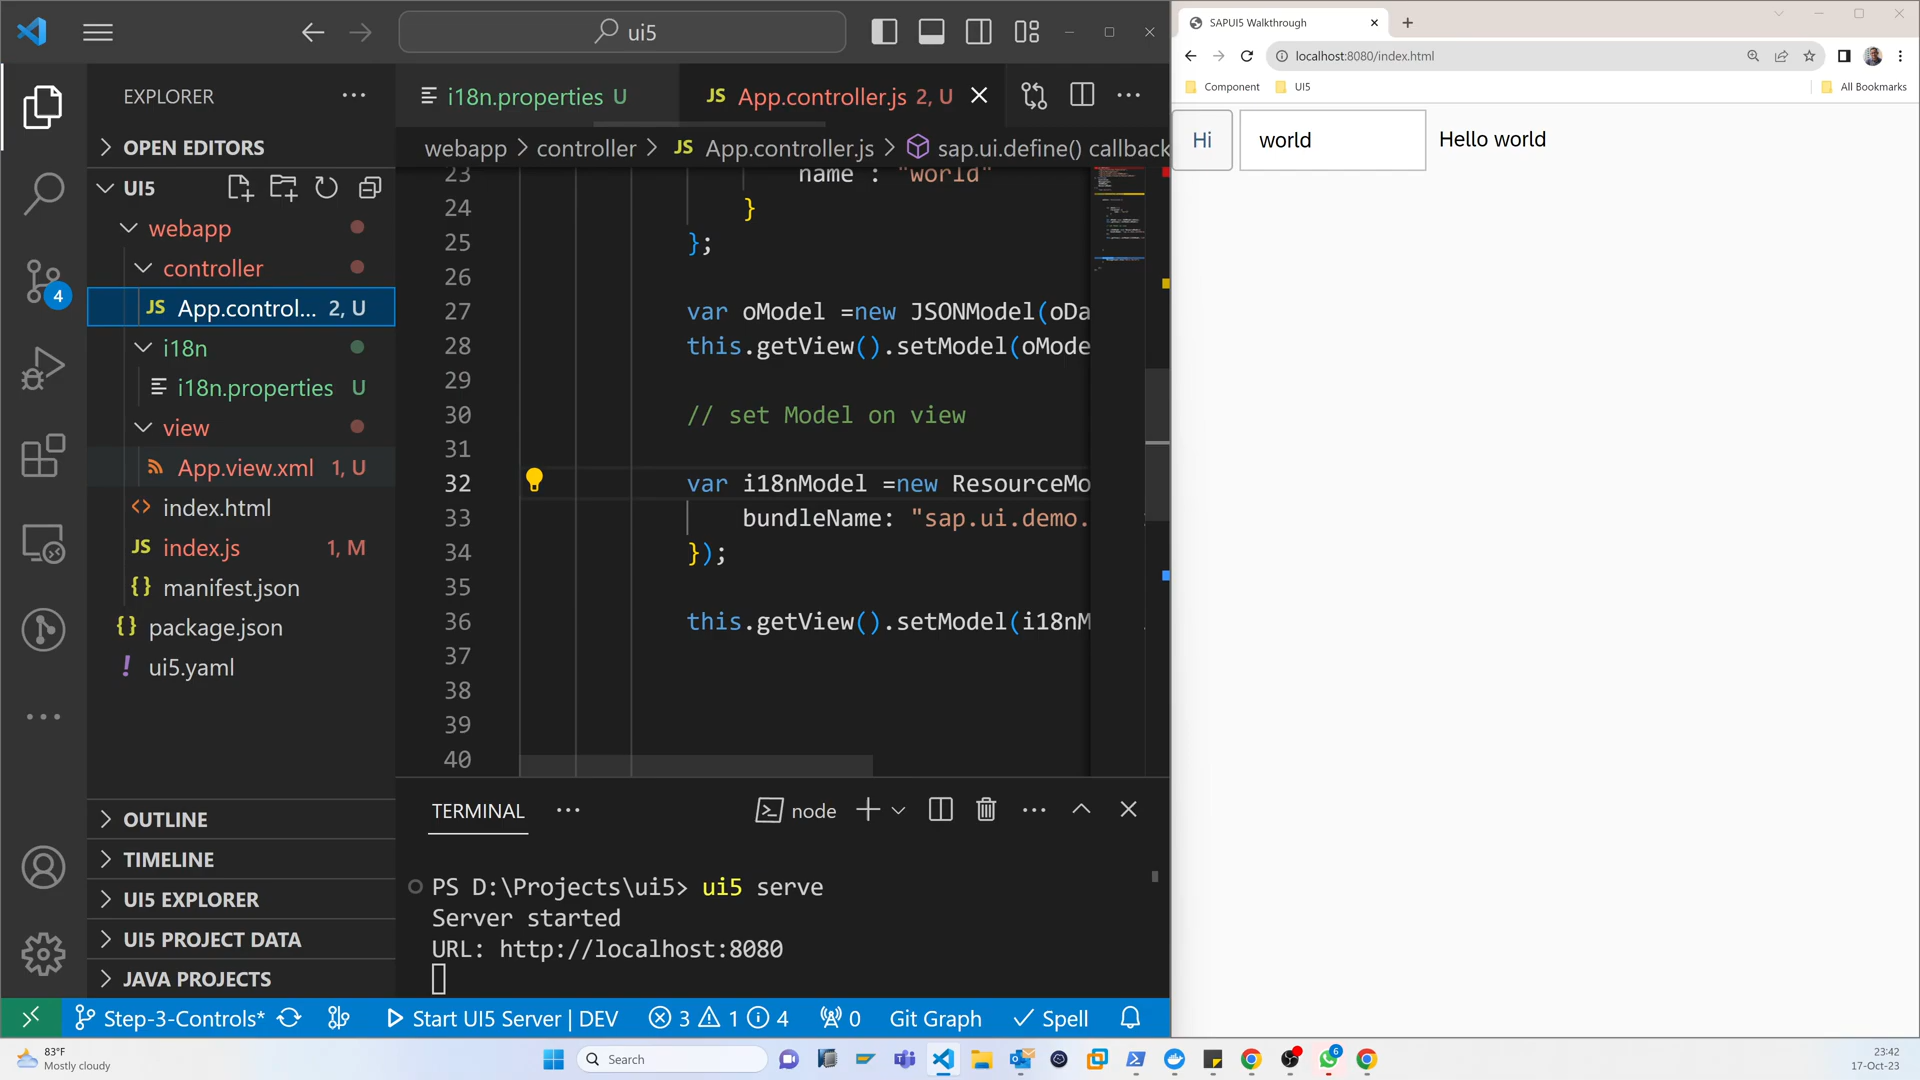 ui5
SAPUI5 Walkthrough
localhost:8080/index.html
Component
UI5
All Bookmarks
EXPLORER
i18n.properties U
JS App.controller.js 2, U
OPEN EDITORS
webapp > controller > JS App.controller.js > sap.ui.define() callback
Hi
world
Hello world
UI5
webapp
controller
JS App.control... 2, U
i18n
i18n.properties U
view
App.view.xml 1, U
index.html
JS index.js 1, M
{} manifest.json
{} package.json
! ui5.yaml
4
23 name : "world"
24 }
25 };
26
27 var oModel =new JSONModel(oDa
28 this.getView().setModel(oMode
29
30 // set Model on view
31
32 var i18nModel =new ResourceMo
33 bundleName: "sap.ui.demo.
34 });
35
36 this.getView().setModel(i18nM
37
38
39
40
OUTLINE
TIMELINE
UI5 EXPLORER
UI5 PROJECT DATA
JAVA PROJECTS
TERMINAL
node
PS D:\Projects\ui5> ui5 serve
Server started
URL: http://localhost:8080
Step-3-Controls*
Start UI5 Server | DEV
3 1 4
0
Git Graph
Spell
83°F
Mostly cloudy
Search
6
23:42
17-Oct-23